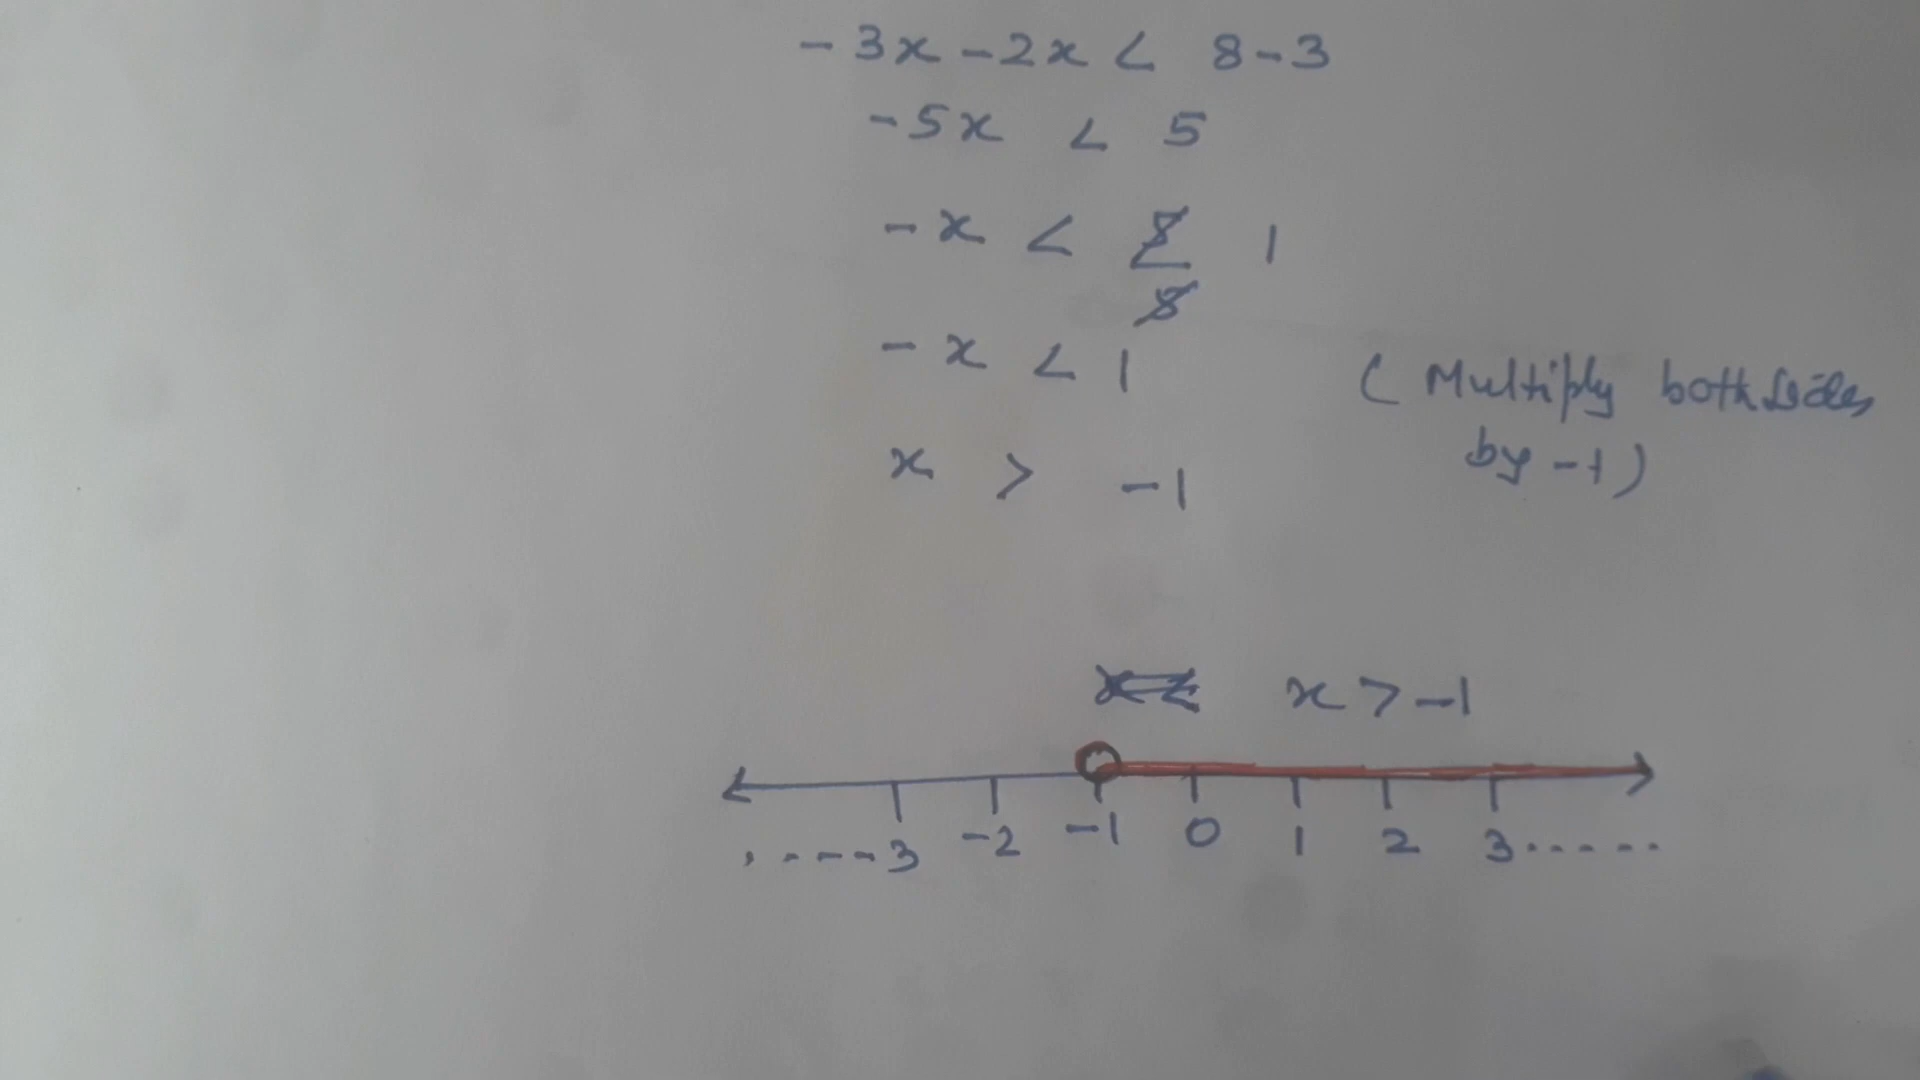 -3x-2x < 8-3
-5x < 5
-x < 5/5 1
-x < 1 (Multiply both sides
by -1)
x > -1
x > -1
....-3 -2 -1 0 1 2 3.....